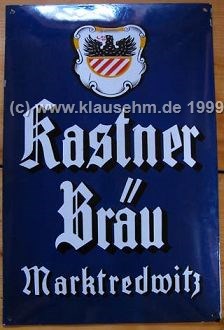 (c) www.klausehm.de 1999
Kastner
Bräu
Marktredwitz